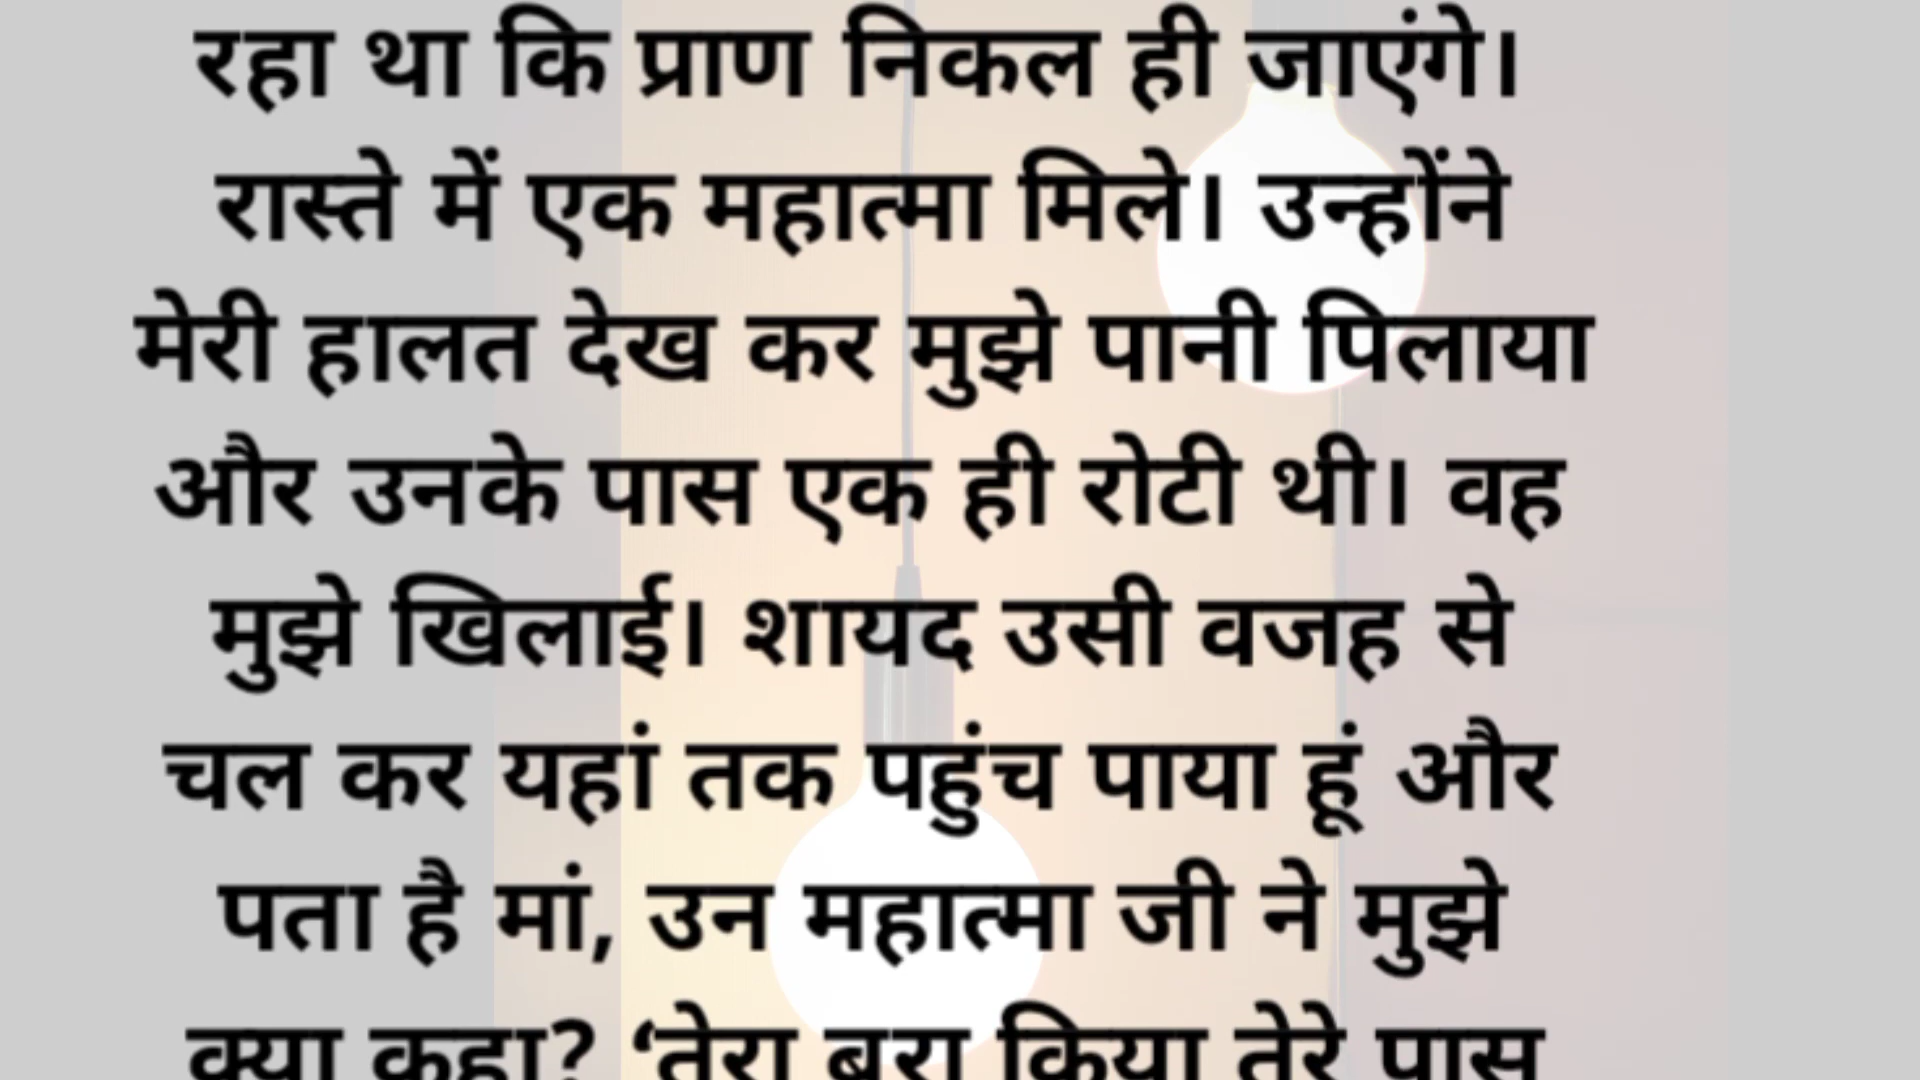 रहा था कि प्राण निकल ही जाएंगे।
रास्ते में एक महात्मा मिले। उन्होंने
मेरी हालत देख कर मुझे पानी पिलाया
और उनके पास एक ही रोटी थी। वह
मुझे खिलाई। शायद उसी वजह से
चल कर यहां तक पहुंच पाया हूं और
पता है मां, उन महात्मा जी ने मुझे
क्या कहा? ‘तेरा बुरा किया तेरे पास